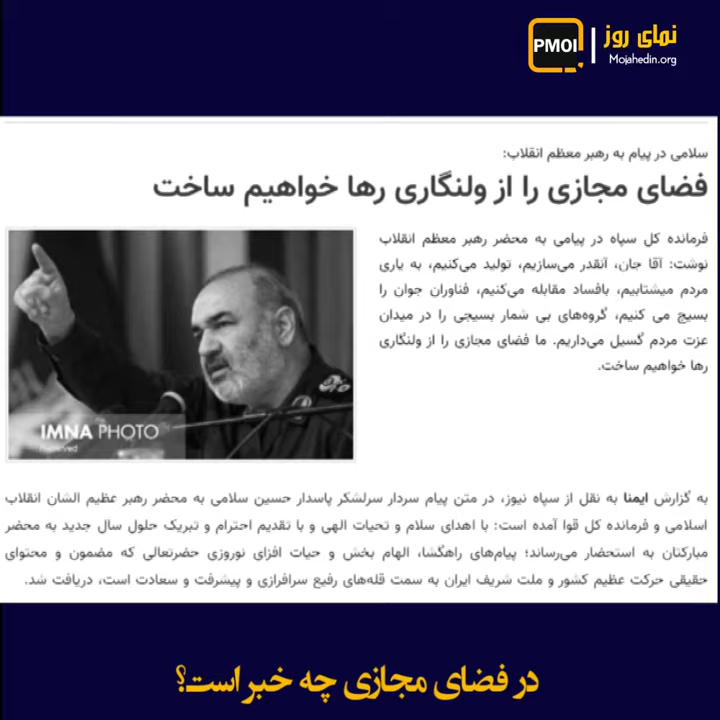 نمای روز
PMOI
Mojahedin.org
سلامی در پیام به رهبر معظم انقلاب:
فضای مجازی را از ولنگاری رها خواهیم ساخت
فرمانده کل سپاه در پیامی به محضر رهبر معظم انقلاب
نوشت: آقا جان، آنقدر می‌سازیم، تولید می‌کنیم، به یاری
مردم میشتابیم، بافساد مقابله می‌کنیم، فناوران جوان را
بسیج می کنیم، گروه‌های بی شمار بسیجی را در میدان
عزت مردم گسیل می‌داریم. ما فضای مجازی را از ولنگاری
رها خواهیم ساخت.
IMNA PHOTO
به گزارش ایمنا به نقل از سپاه نیوز، در متن پیام سردار سرلشکر پاسدار حسین سلامی به محضر رهبر عظیم الشان انقلاب
اسلامی و فرمانده کل قوا آمده است: با اهدای سلام و تحیات الهی و با تقدیم احترام و تبریک حلول سال جدید به محضر
مبارکتان به استحضار می‌رساند؛ پیام‌های راهگشا، الهام بخش و حیات افزای نوروزی حضرتعالی که مضمون و محتوای
حقیقی حرکت عظیم کشور و ملت شریف ایران به سمت قله‌های رفیع سرافرازی و پیشرفت و سعادت است، دریافت شد.
در فضای مجازی چه خبر است؟